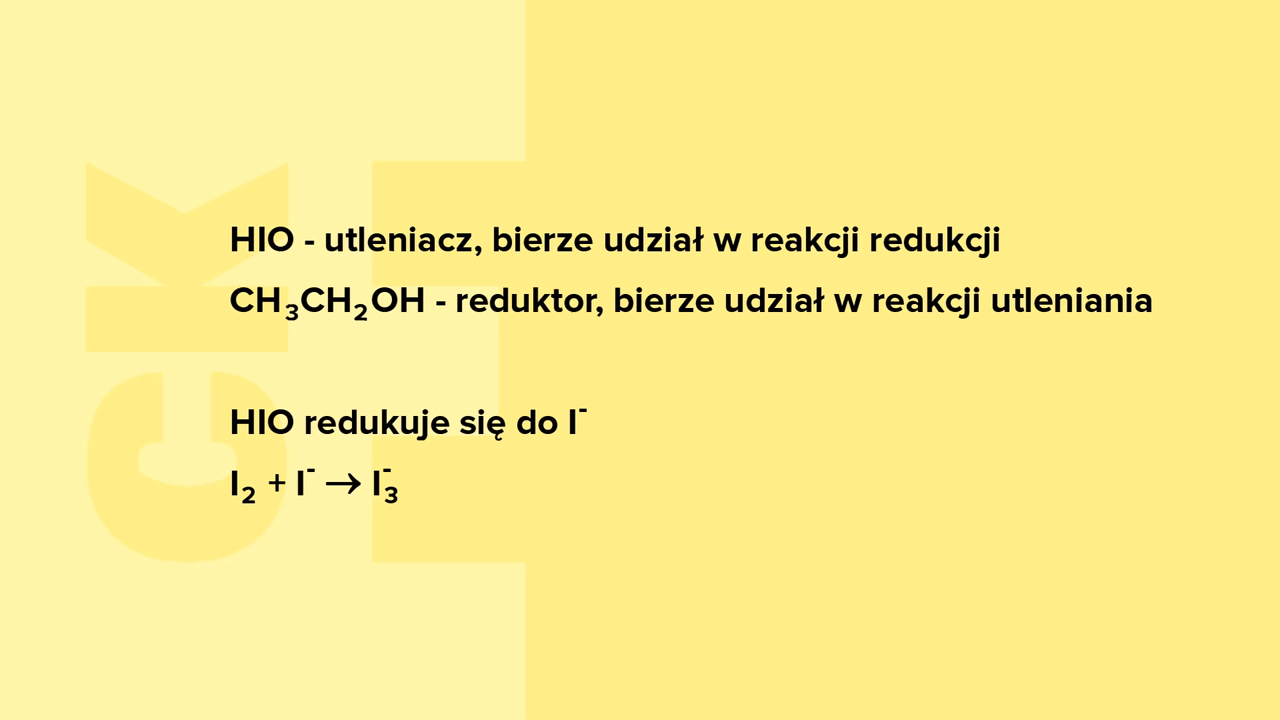 HIO - utleniacz, bierze udział w reakcji redukcji
CH₃CH₂OH - reduktor, bierze udział w reakcji utleniania
HIO redukuje się do I⁻
I₂ + I⁻ → I₃⁻